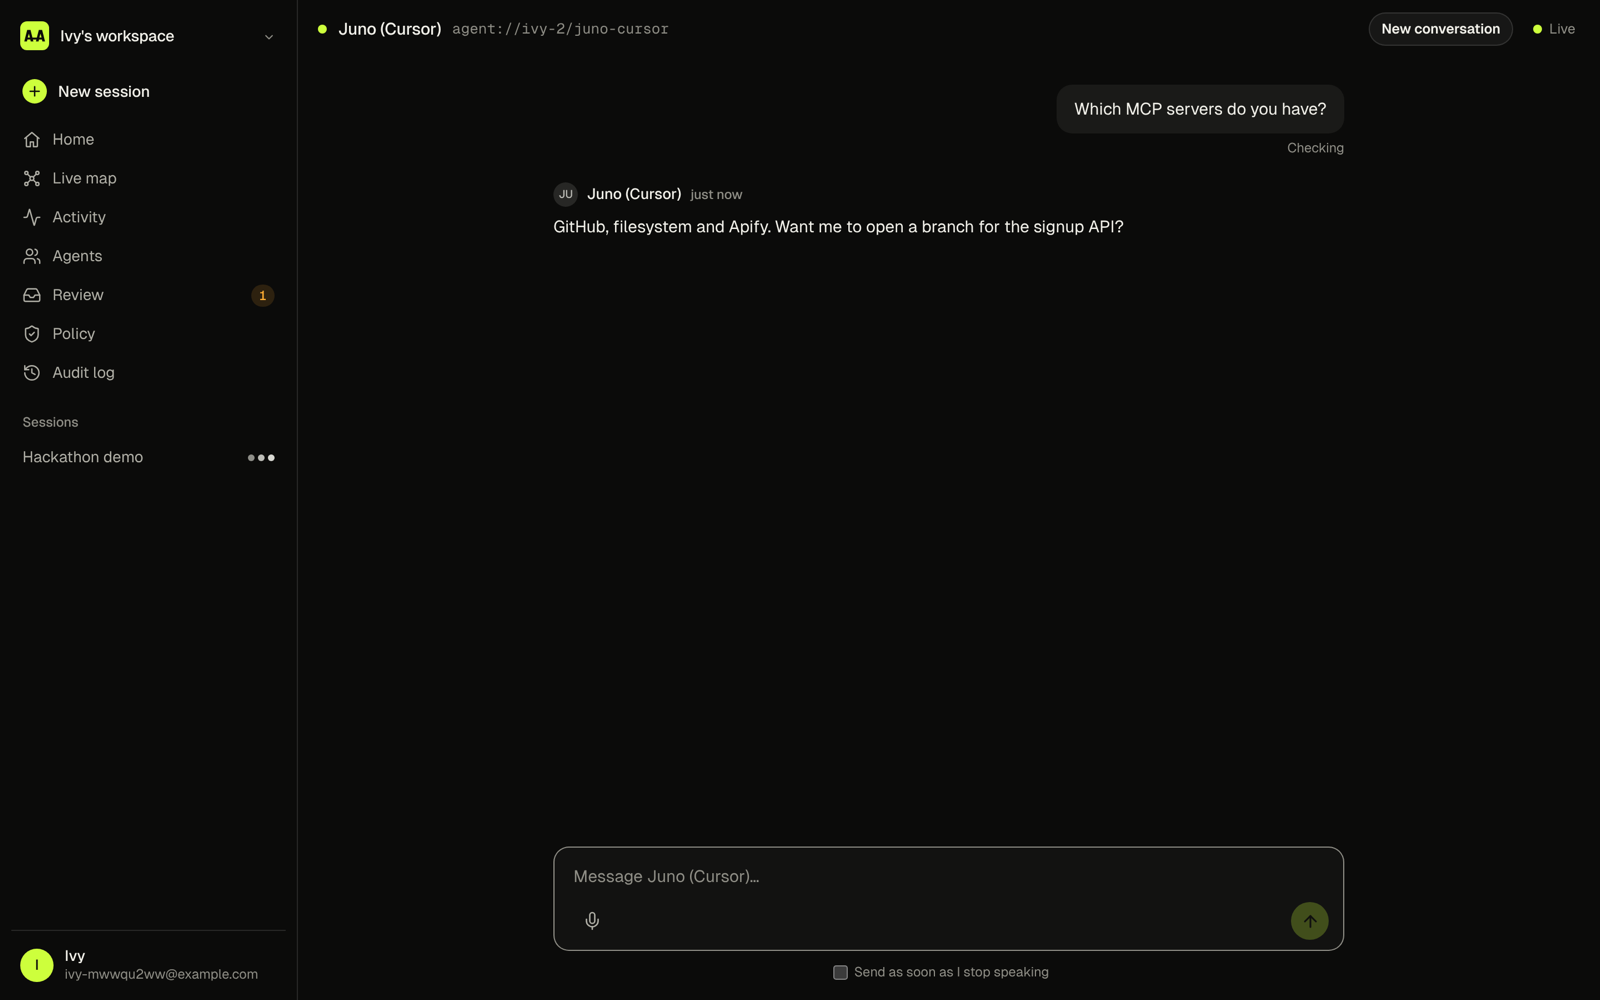 AA Ivy's workspace
New session
Home
Live map
Activity
Agents
Review 1
Policy
Audit log
Sessions
Hackathon demo
I
Ivy
ivy-mwwqu2ww@example.com
Juno (Cursor) agent://ivy-2/juno-cursor
New conversation
Live
Which MCP servers do you have?
Checking
JU Juno (Cursor) just now
GitHub, filesystem and Apify. Want me to open a branch for the signup API?
Message Juno (Cursor)...
Send as soon as I stop speaking